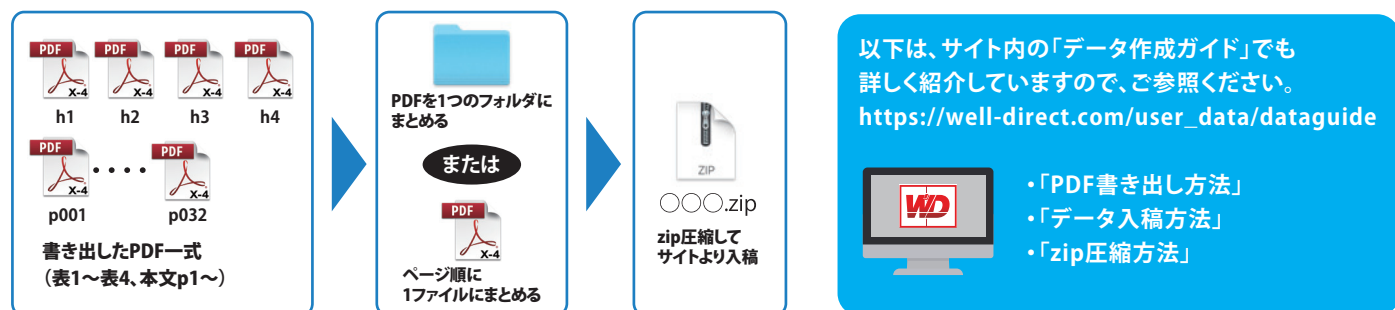 PDF
X-4
h1
PDF
X-4
h2
PDF
X-4
h3
PDF
X-4
h4
PDF
X-4
p001
・・・・
PDF
X-4
p032
書き出したPDF一式
（表1〜表4、本文p1〜）
PDFを1つのフォルダに
まとめる
または
PDF
X-4
ページ順に
1ファイルにまとめる
ZIP
○○○.zip
zip圧縮して
サイトより入稿
以下は、サイト内の「データ作成ガイド」でも
詳しく紹介していますので、ご参照ください。
https://well-direct.com/user_data/dataguide
WD
・「PDF書き出し方法」
・「データ入稿方法」
・「zip圧縮方法」